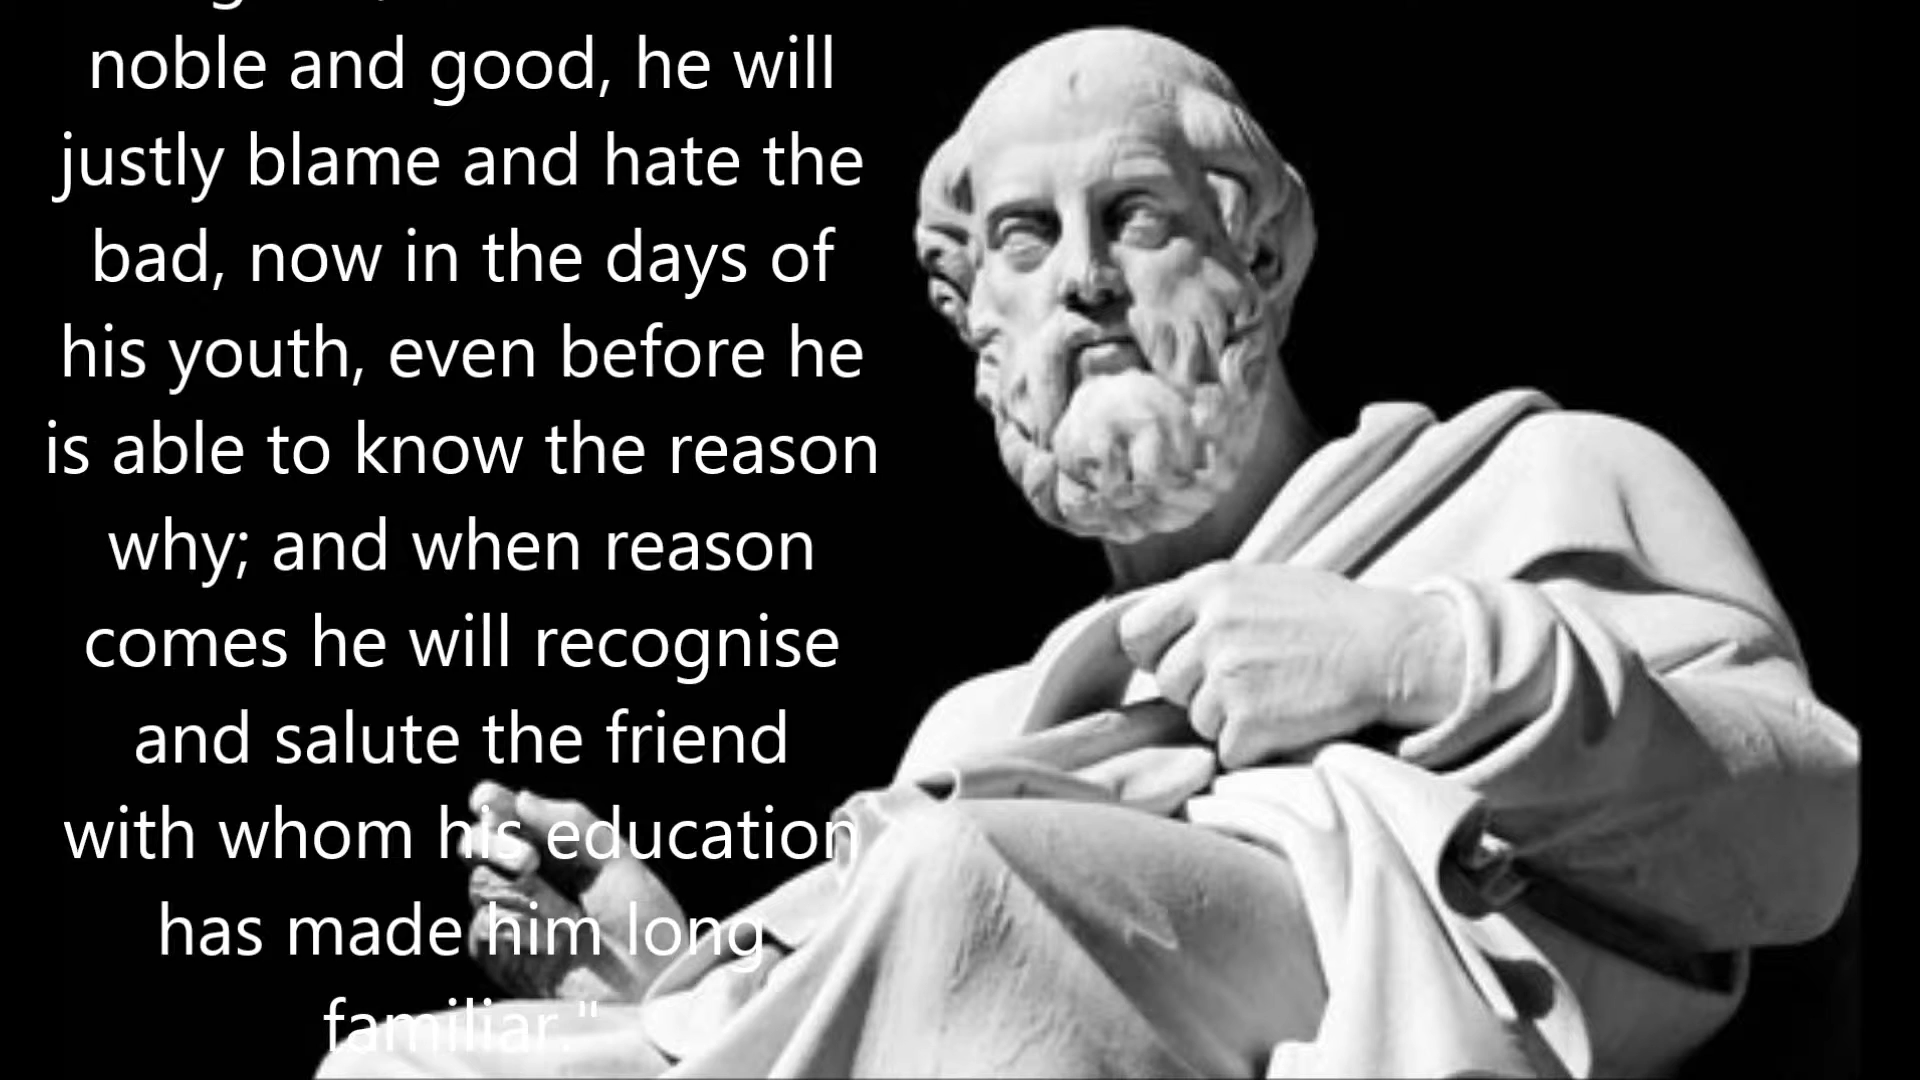 noble and good, he will
justly blame and hate the
bad, now in the days of
his youth, even before he
is able to know the reason
why; and when reason
comes he will recognise
and salute the friend
with whom his education
has made him long
familiar."